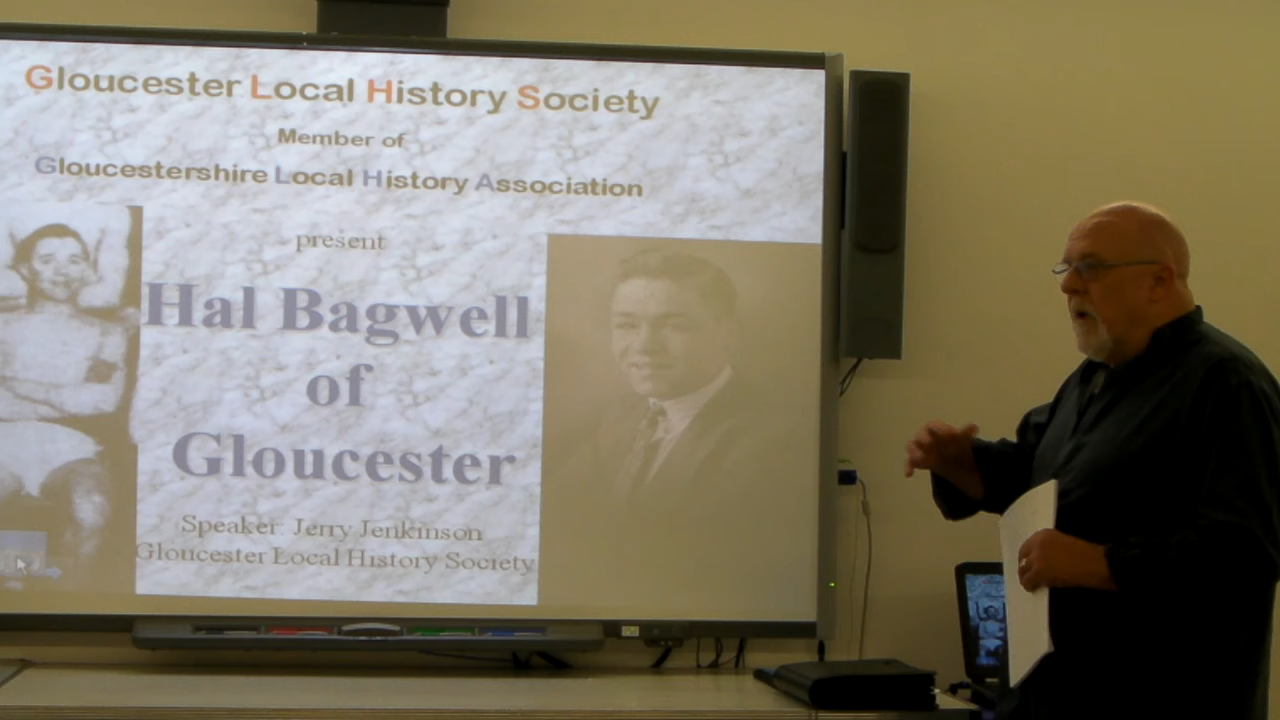 Gloucester Local History Society
Member of
Gloucestershire Local History Association
present
Hal Bagwell
of
Gloucester
Speaker: Jerry Jenkinson
Gloucester Local History Society